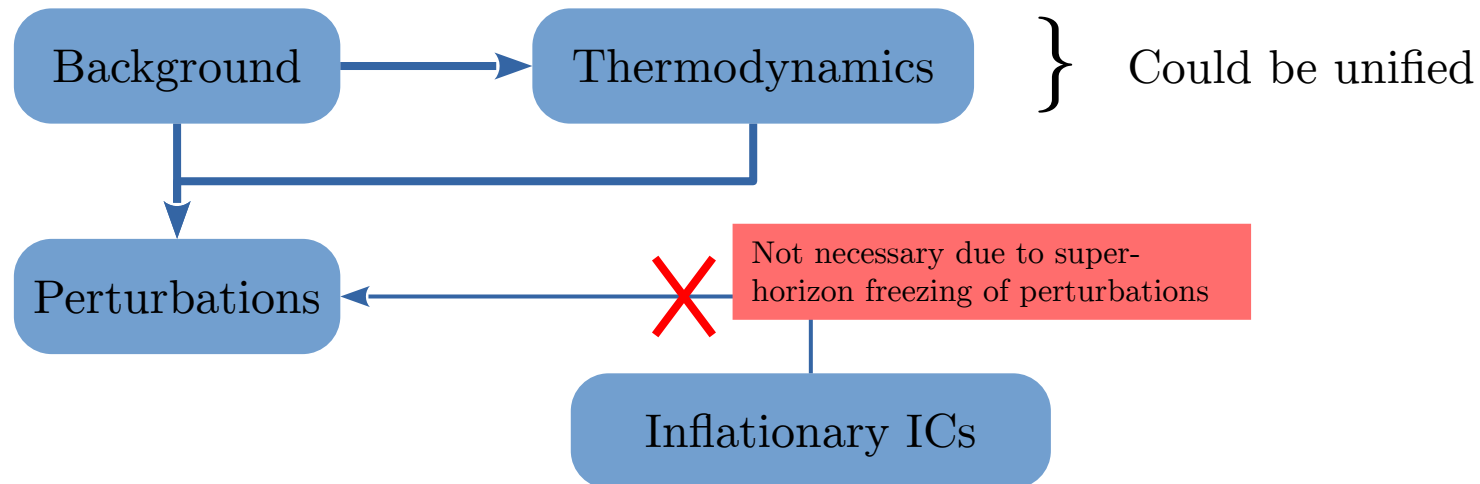 Background
Thermodynamics
} Could be unified
Perturbations
Not necessary due to super-
horizon freezing of perturbations
Inflationary ICs